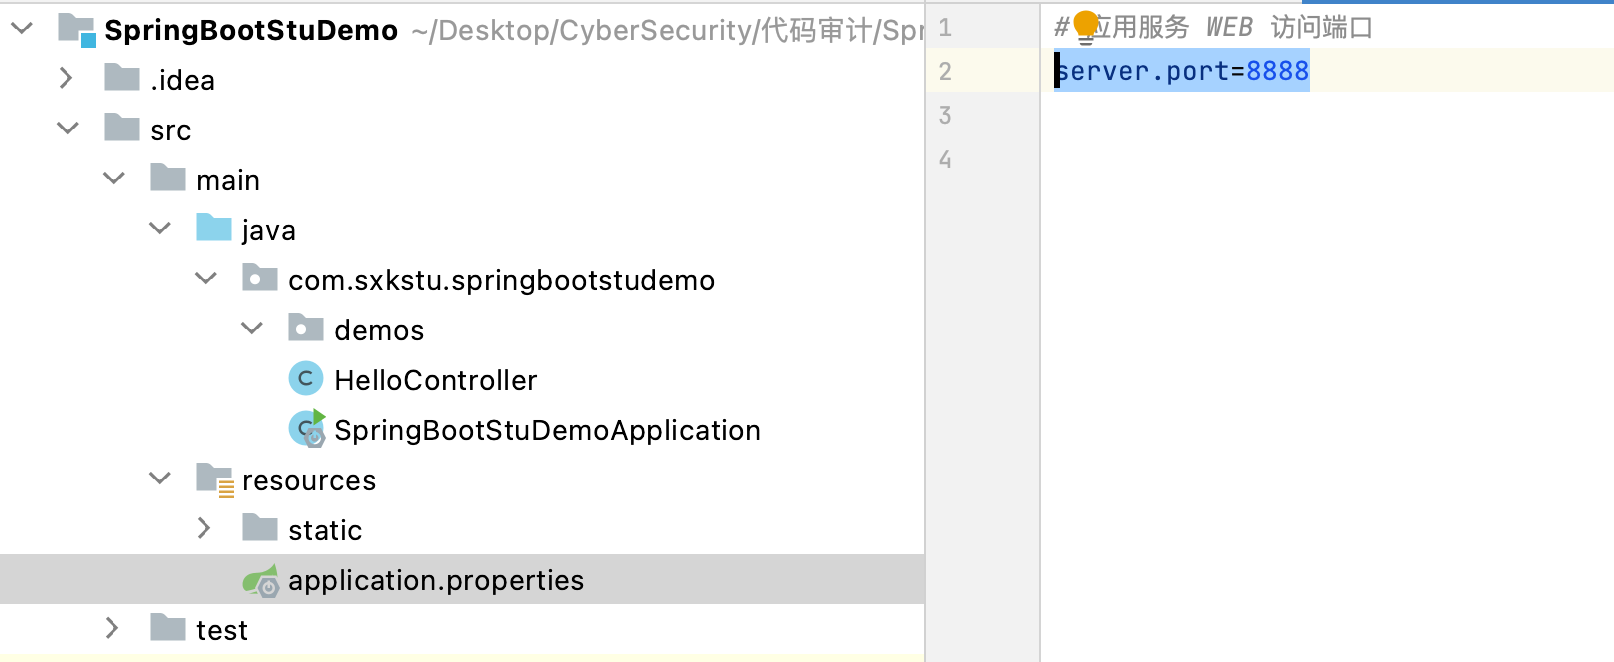 SpringBootStuDemo ~/Desktop/CyberSecurity/代码审计/Spr
.idea
src
main
java
com.sxkstu.springbootstudemo
demos
HelloController
SpringBootStuDemoApplication
resources
static
application.properties
test
1 # 应用服务 WEB 访问端口
2 server.port=8888
3
4